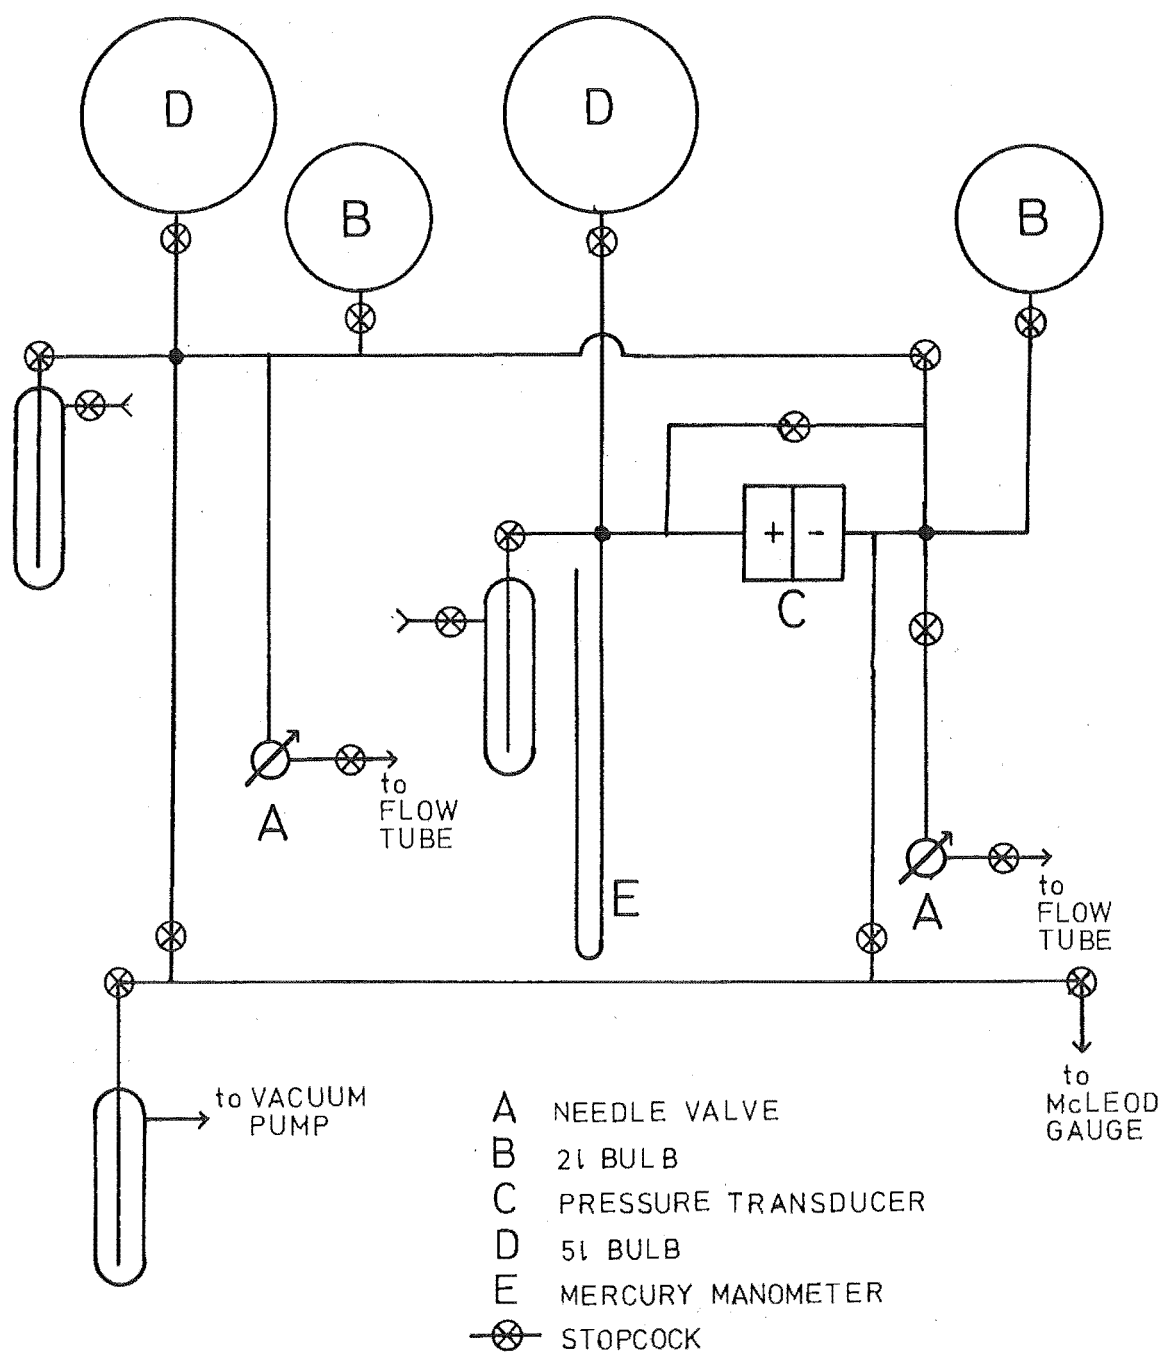 D
D
B
B
+ -
C
to
FLOW
TUBE
A
E
to
FLOW
TUBE
A
to VACUUM
PUMP
to
McLEOD
GAUGE
A NEEDLE VALVE
B 2l BULB
C PRESSURE TRANSDUCER
D 5l BULB
E MERCURY MANOMETER
STOPCOCK